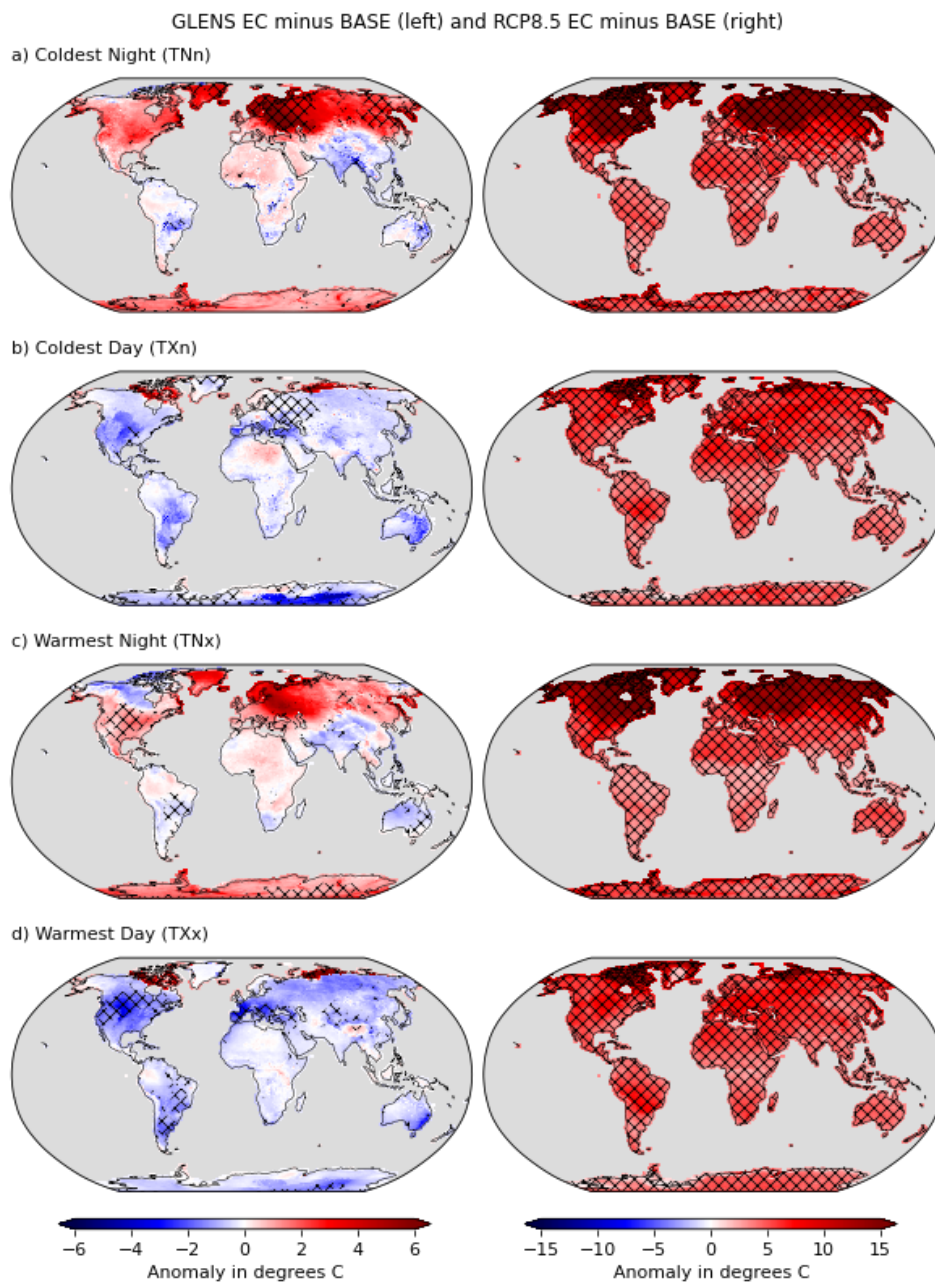 GLENS EC minus BASE (left) and RCP8.5 EC minus BASE (right)
a) Coldest Night (TNn)
b) Coldest Day (TXn)
c) Warmest Night (TNx)
d) Warmest Day (TXx)
−6 −4 −2 0 2 4 6
−15 −10 −5 0 5 10 15
Anomaly in degrees C
Anomaly in degrees C